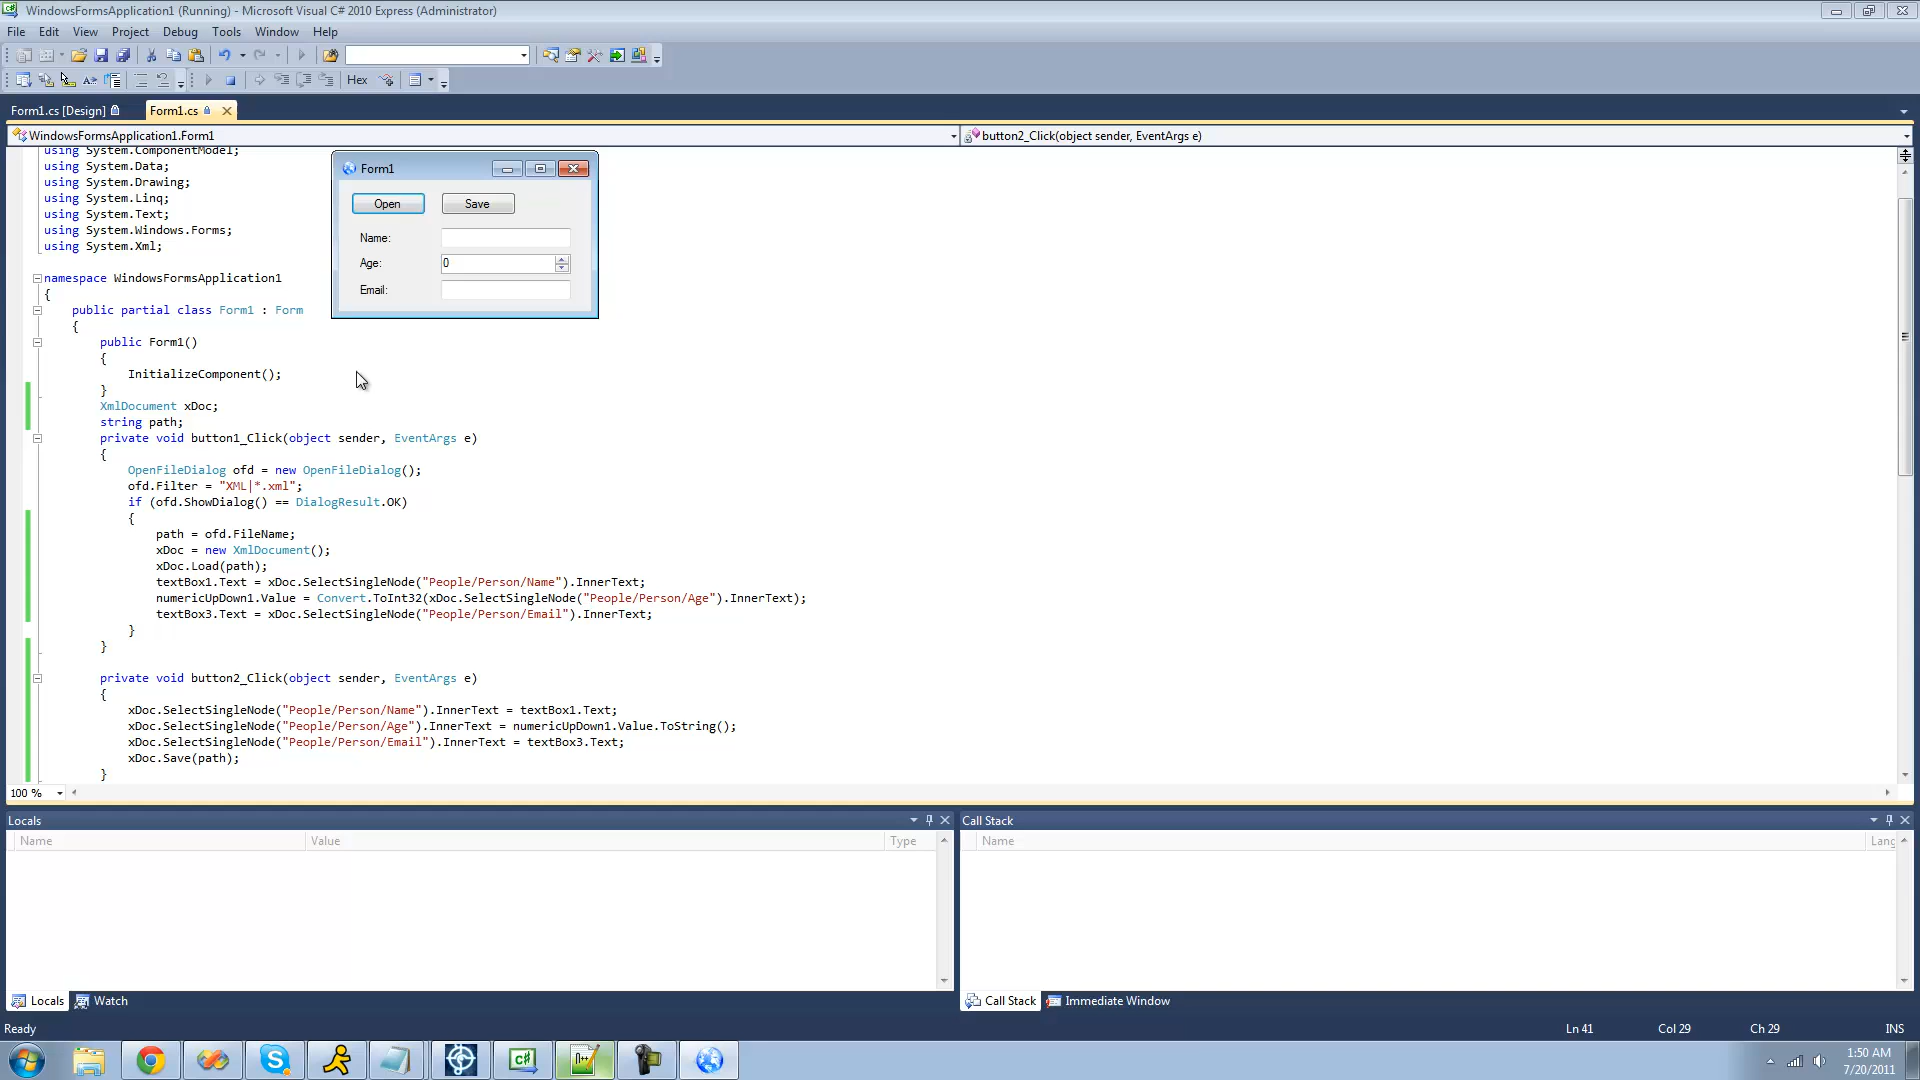 WindowsFormsApplication1 (Running) - Microsoft Visual C# 2010 Express (Administrator)
File Edit View Project Debug Tools Window Help
Hex
Form1.cs [Design] Form1.cs
WindowsFormsApplication1.Form1 button2_Click(object sender, EventArgs e)
using System.ComponentModel;
using System.Data;
using System.Drawing;
using System.Linq;
using System.Text;
using System.Windows.Forms;
using System.Xml;
namespace WindowsFormsApplication1
{
public partial class Form1 : Form
{
public Form1()
{
InitializeComponent();
}
XmlDocument xDoc;
string path;
private void button1_Click(object sender, EventArgs e)
{
OpenFileDialog ofd = new OpenFileDialog();
ofd.Filter = "XML|*.xml";
if (ofd.ShowDialog() == DialogResult.OK)
{
path = ofd.FileName;
xDoc = new XmlDocument();
xDoc.Load(path);
textBox1.Text = xDoc.SelectSingleNode("People/Person/Name").InnerText;
numericUpDown1.Value = Convert.ToInt32(xDoc.SelectSingleNode("People/Person/Age").InnerText);
textBox3.Text = xDoc.SelectSingleNode("People/Person/Email").InnerText;
}
}
private void button2_Click(object sender, EventArgs e)
{
xDoc.SelectSingleNode("People/Person/Name").InnerText = textBox1.Text;
xDoc.SelectSingleNode("People/Person/Age").InnerText = numericUpDown1.Value.ToString();
xDoc.SelectSingleNode("People/Person/Email").InnerText = textBox3.Text;
xDoc.Save(path);
}
Form1
Open Save
Name:
Age: 0
Email:
100 %
Locals
Name Value Type
Call Stack
Name Lang
Locals Watch
Call Stack Immediate Window
Ready Ln 41 Col 29 Ch 29 INS
1:50 AM
7/20/2011